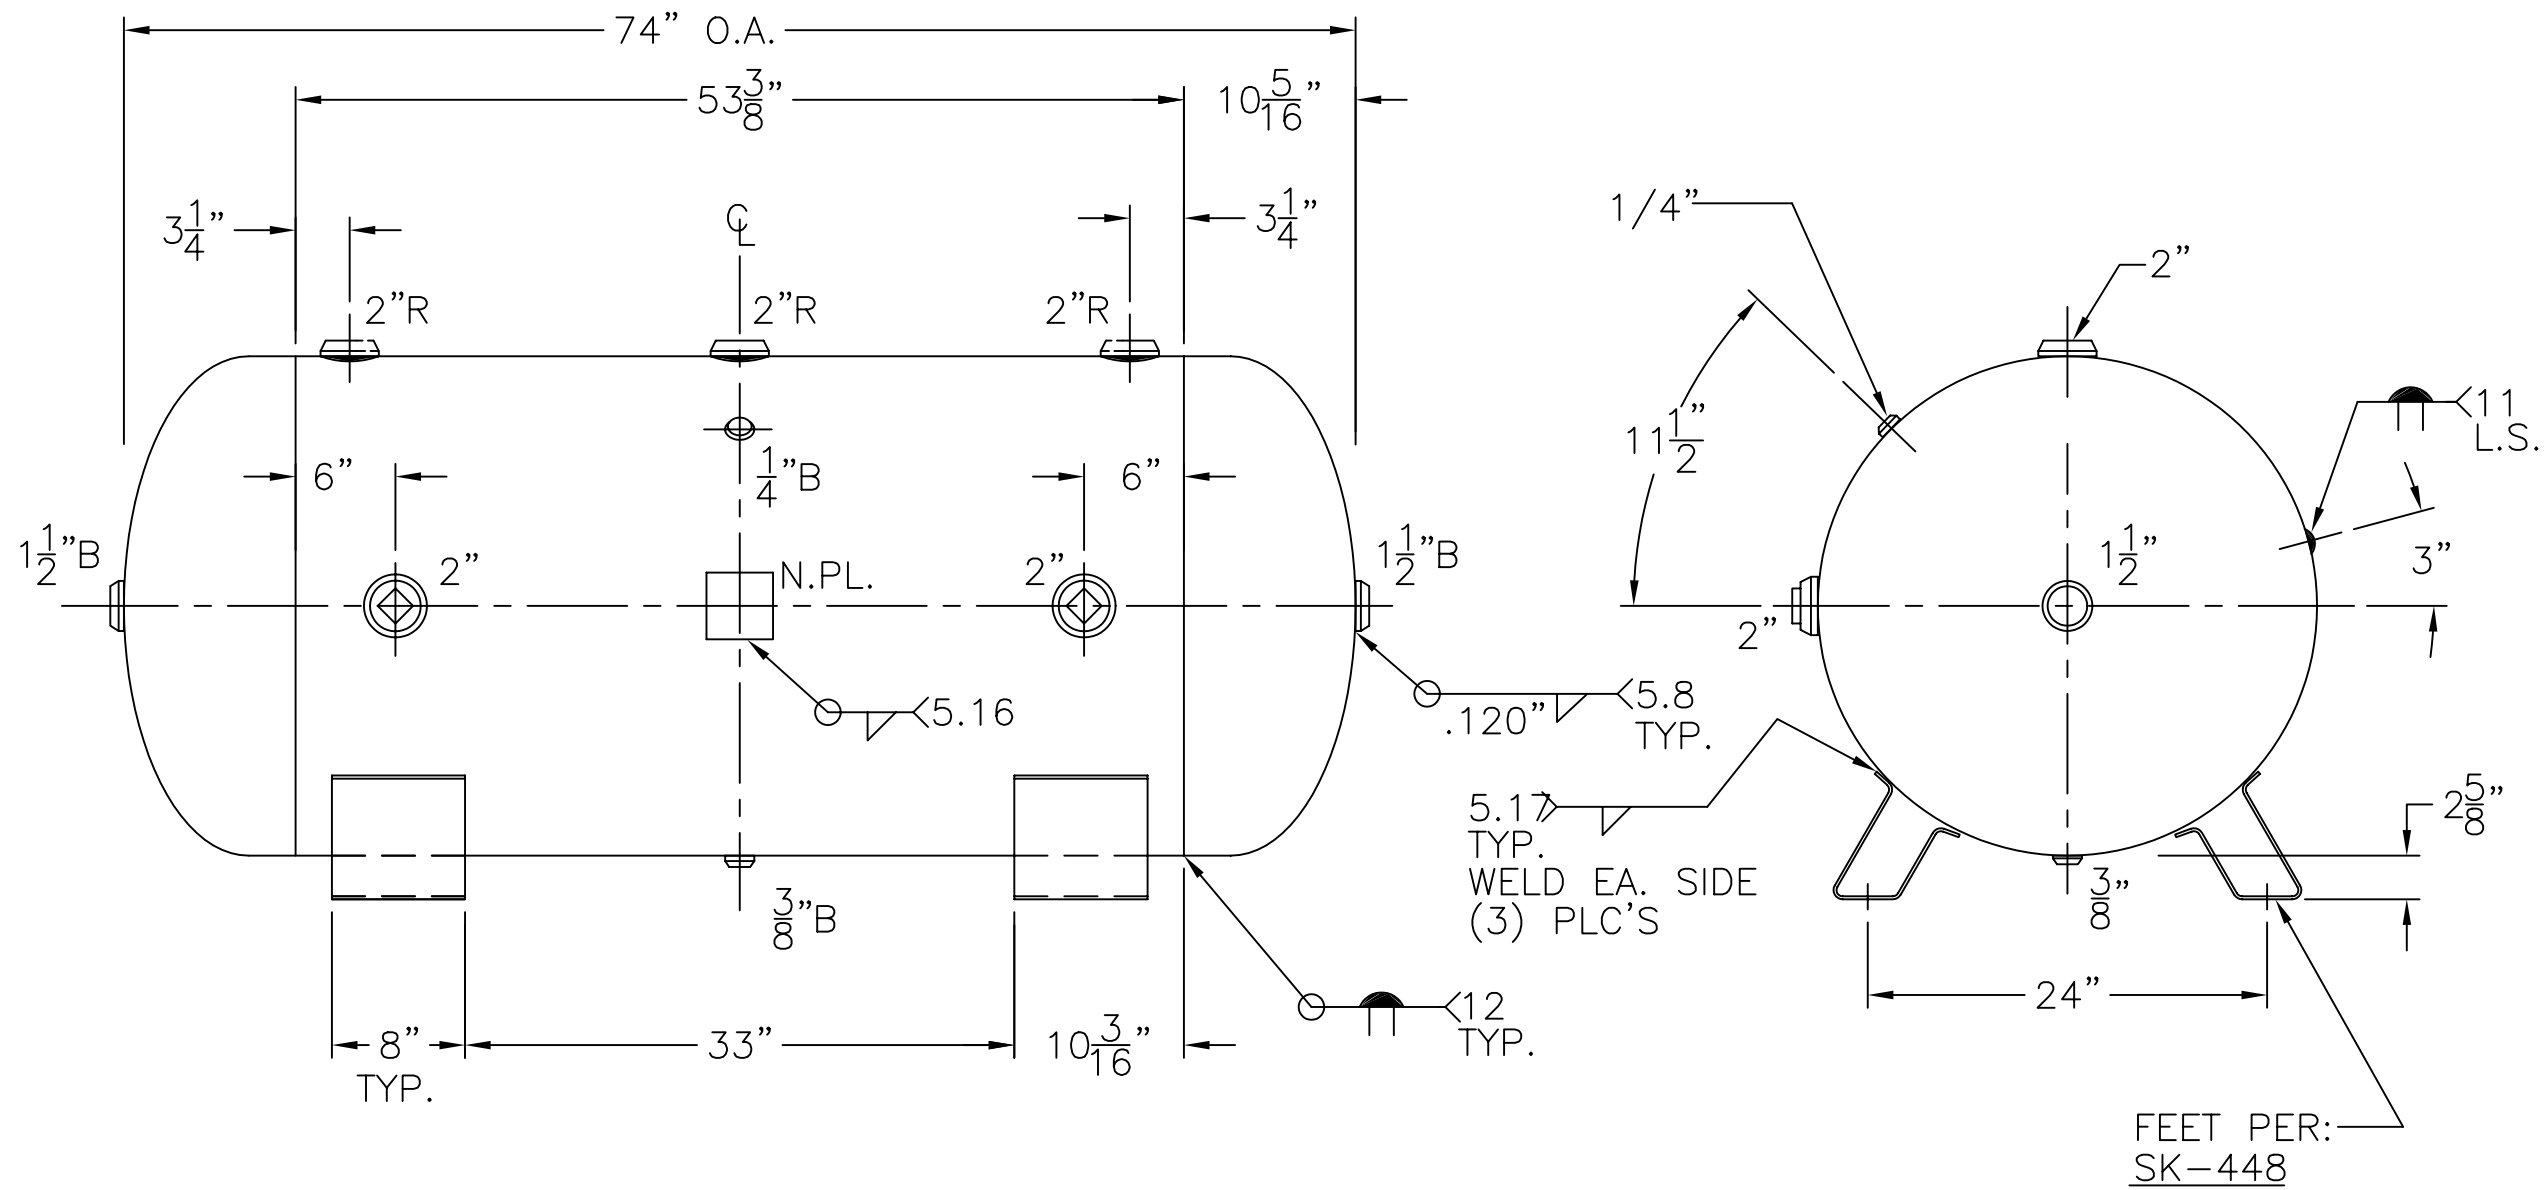 74" O.A.
53 3/8"
10 5/16"
3 1/4"
CL
3 1/4"
2"R
2"R
2"R
6"
1/4"B
6"
1 1/2"B
2"
N.PL.
2"
1 1/2"B
5.16
.120"
5.8
TYP.
3/8"B
12
TYP.
8"
TYP.
33"
10 3/16"
1/4"
2"
11 1/2"
11
L.S.
1 1/2"
3"
2"
5.17
TYP.
WELD EA. SIDE
(3) PLC'S
2 5/8"
3/8"
24"
FEET PER:
SK-448